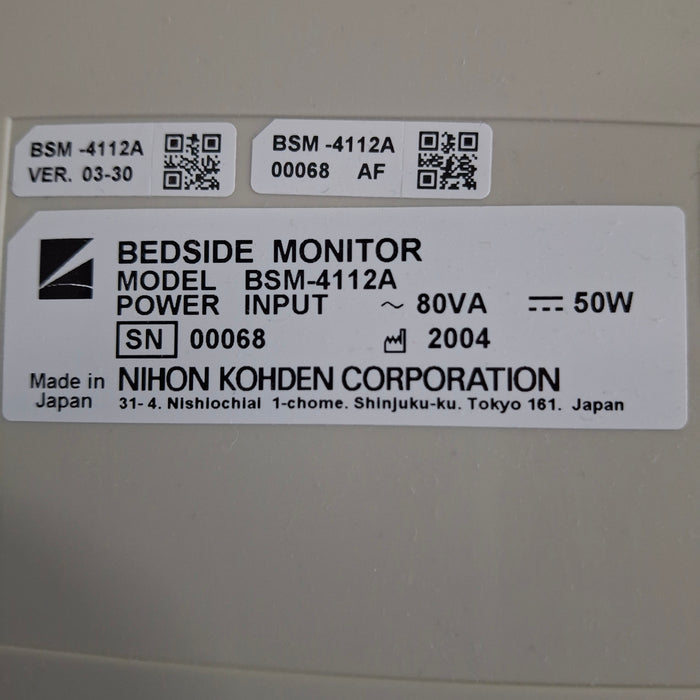 BSM -4112A
VER. 03-30
BSM -4112A
00068 AF
BEDSIDE MONITOR
MODEL BSM-4112A
POWER INPUT ~ 80VA ⎓ 50W
SN 00068 2004
Made in Japan
NIHON KOHDEN CORPORATION
31-4. Nishiochiai 1-chome. Shinjuku-ku. Tokyo 161. Japan